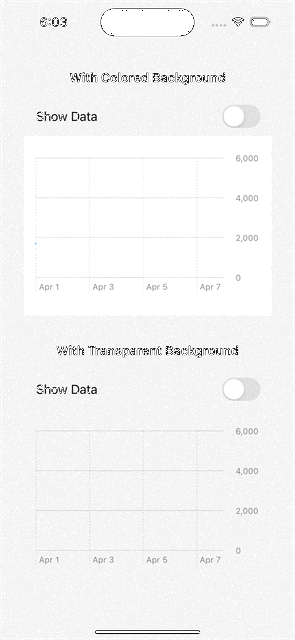 6:03
With Colored Background
Show Data
6,000
4,000
2,000
0
Apr 1 Apr 3 Apr 5 Apr 7
With Transparent Background
Show Data
6,000
4,000
2,000
0
Apr 1 Apr 3 Apr 5 Apr 7